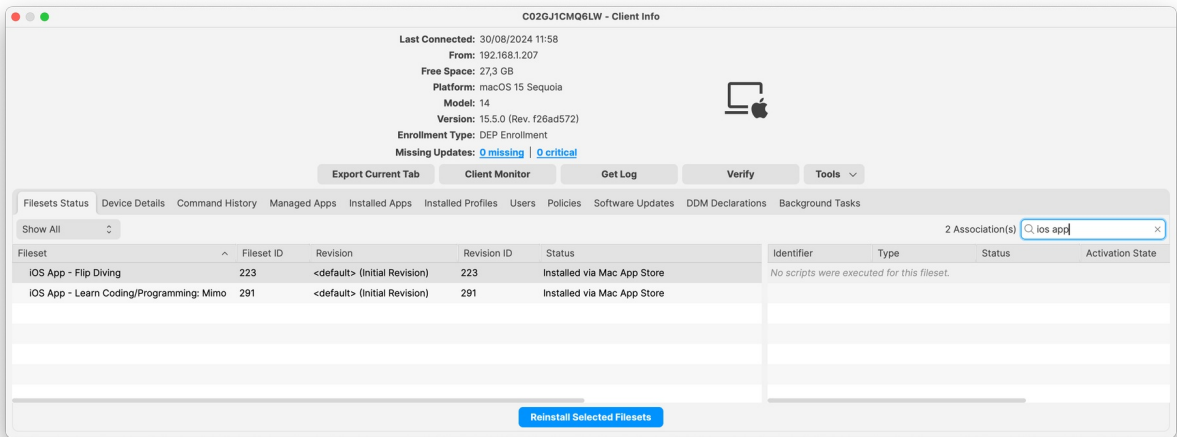 C02GJ1CMQ6LW - Client Info
Last Connected: 30/08/2024 11:58
From: 192.168.1.207
Free Space: 27,3 GB
Platform: macOS 15 Sequoia
Model: 14
Version: 15.5.0 (Rev. f26ad572)
Enrollment Type: DEP Enrollment
Missing Updates: 0 missing | 0 critical
Export Current Tab Client Monitor Get Log Verify Tools
Filesets Status Device Details Command History Managed Apps Installed Apps Installed Profiles Users Policies Software Updates DDM Declarations Background Tasks
Show All 2 Association(s) ios app
Fileset Fileset ID Revision Revision ID Status Identifier Type Status Activation State
iOS App - Flip Diving 223 <default> (Initial Revision) 223 Installed via Mac App Store No scripts were executed for this fileset.
iOS App - Learn Coding/Programming: Mimo 291 <default> (Initial Revision) 291 Installed via Mac App Store
Reinstall Selected Filesets